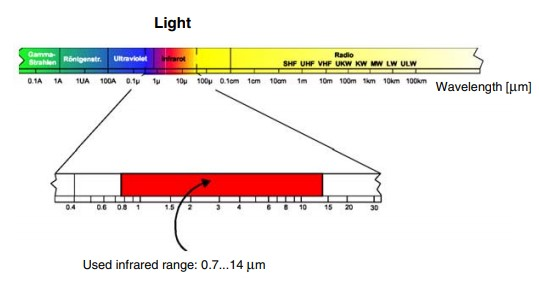 Light
Gamma-
Strahlen
Röntgenstr.
Ultraviolet
Infrarot
Radio
SHF UHF VHF UKW KW MW LW ULW
0.1A 1A 1UA 100A 0.1µ 1µ 10µ 100µ 0.1cm 1cm 10cm 1m 10m 100m 1km 10km 100km
Wavelength [µm]
0.4 0.6 0.8 1 1.5 2 3 4 6 8 10 15 20 30
Used infrared range: 0.7...14 µm